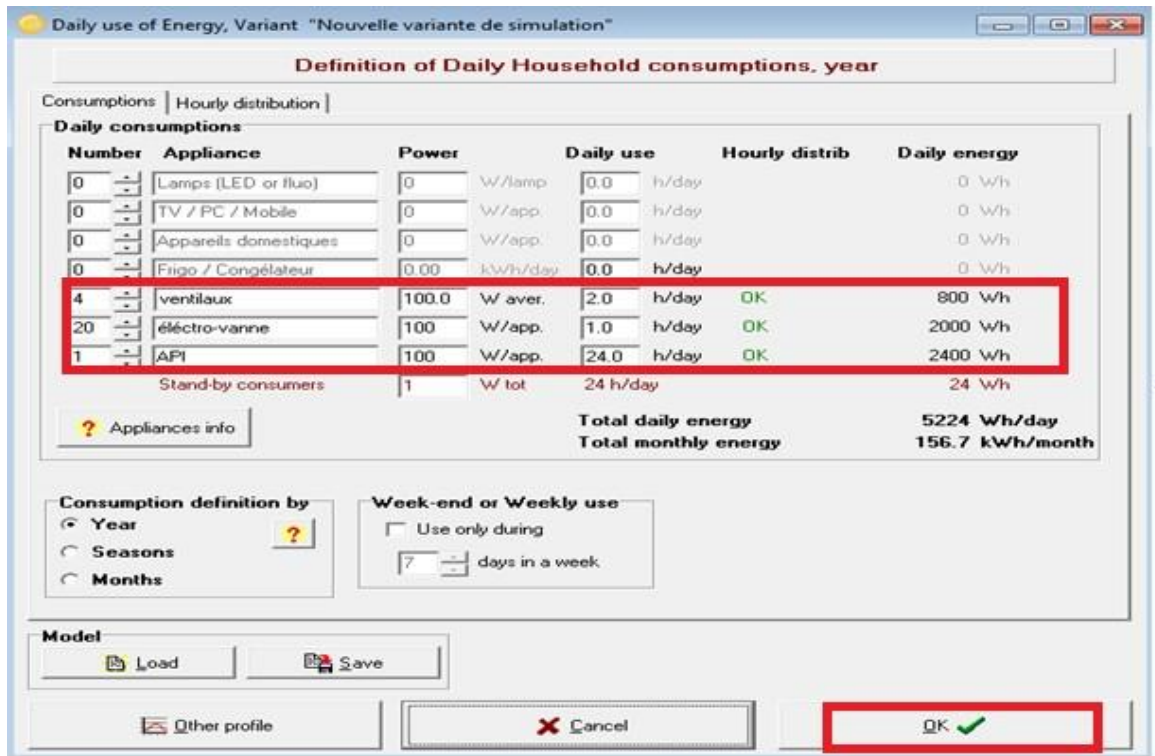 Daily use of Energy, Variant "Nouvelle variante de simulation"
Definition of Daily Household consumptions, year
Consumptions Hourly distribution
Daily consumptions
Number Appliance Power Daily use Hourly distrib Daily energy
0 Lamps (LED or fluo) 0 W/lamp 0.0 h/day 0 Wh
0 TV / PC / Mobile 0 W/app. 0.0 h/day 0 Wh
0 Appareils domestiques 0 W/app. 0.0 h/day 0 Wh
0 Frigo / Congélateur 0.00 kWh/day 0.0 h/day 0 Wh
4 ventilaux 100.0 W aver. 2.0 h/day OK 800 Wh
20 éléctro-vanne 100 W/app. 1.0 h/day OK 2000 Wh
1 API 100 W/app. 24.0 h/day OK 2400 Wh
Stand-by consumers 1 W tot 24 h/day 24 Wh
? Appliances info
Total daily energy 5224 Wh/day
Total monthly energy 156.7 kWh/month
Consumption definition by
Year
?
Seasons
Months
Week-end or Weekly use
Use only during
7 days in a week
Model
Load Save
Other profile Cancel OK